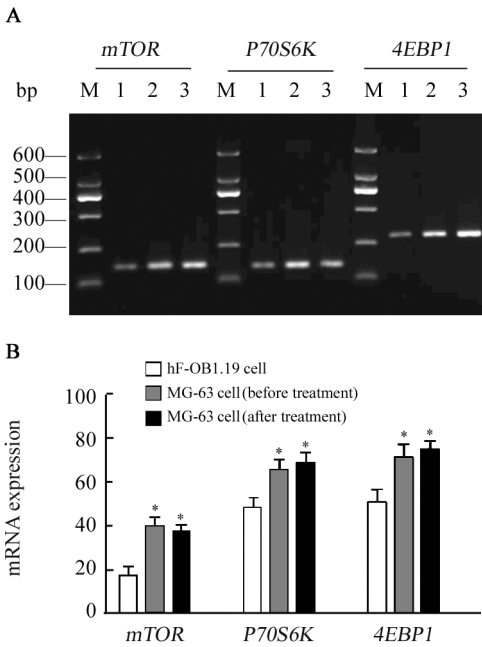 A
mTOR P70S6K 4EBP1
bp M 1 2 3 M 1 2 3 M 1 2 3
600
500
400
300
200
100
B
hF-OB1.19 cell
MG-63 cell (before treatment)
MG-63 cell (after treatment)
mRNA expression
100
80
60
40
20
0
* * * * * *
mTOR P70S6K 4EBP1